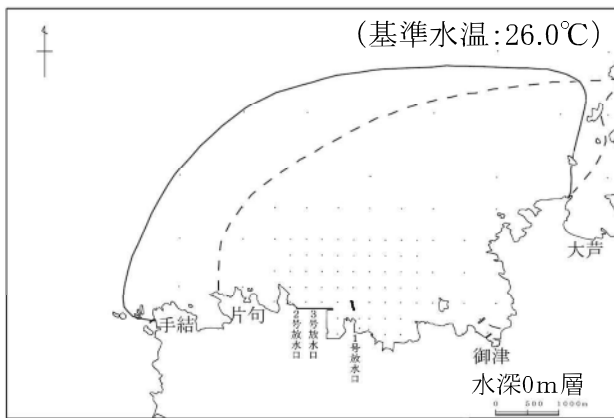 (基準水温:26.0℃)
大芦
手結
片句
2号放水口
3号放水口
1号放水口
御津
水深0m層
0 500 1000m